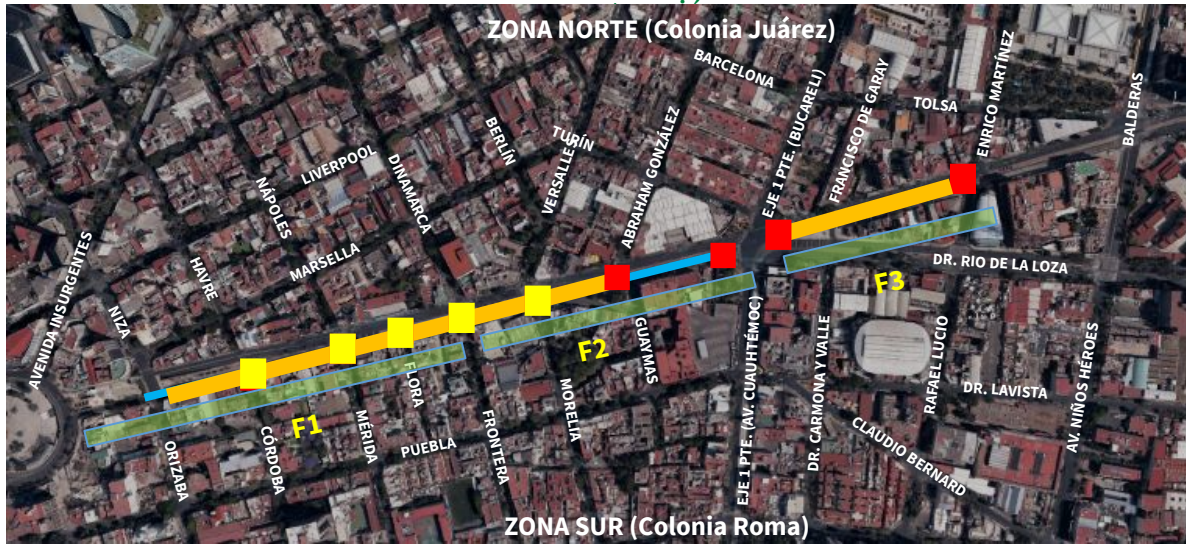 ZONA NORTE (Colonia Juárez)
BARCELONA
FRANCISCO DE GARAY
ENRICO MARTÍNEZ
TOLSA
BALDERAS
BERLÍN
TURÍN
VERSALLES
ABRAHAM GONZÁLEZ
EJE 1 PTE. (BUCARELI)
LIVERPOOL
DINAMARCA
NÁPOLES
MARSELLA
HAVRE
AVENIDA INSURGENTES
NIZA
DR. RIO DE LA LOZA
F3
F2
F1
GUAYMAS
FLORA
MORELIA
FRONTERA
MÉRIDA
PUEBLA
CÓRDOBA
ORIZABA
EJE 1 PTE. (AV. CUAUHTÉMOC)
DR. CARMONA Y VALLE
RAFAEL LUCIO
DR. LAVISTA
AV. NIÑOS HÉROES
CLAUDIO BERNARD
ZONA SUR (Colonia Roma)